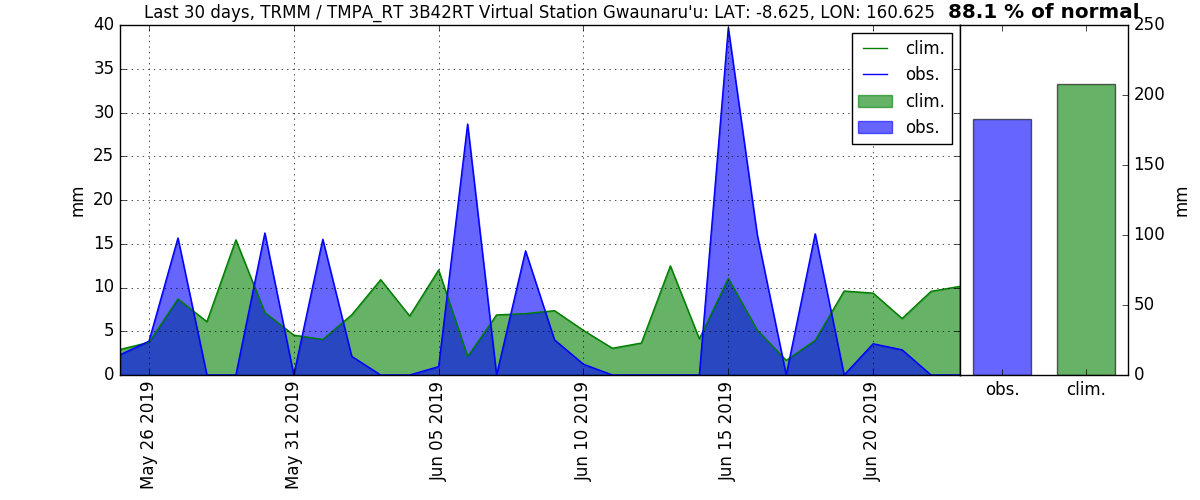 Last 30 days, TRMM / TMPA_RT 3B42RT Virtual Station Gwaunaru'u: LAT: -8.625, LON: 160.625
88.1 % of normal
40
35
30
25
20
15
10
5
0
mm
clim.
obs.
clim.
obs.
May 26 2019
May 31 2019
Jun 05 2019
Jun 10 2019
Jun 15 2019
Jun 20 2019
250
200
150
100
50
0
mm
obs.
clim.